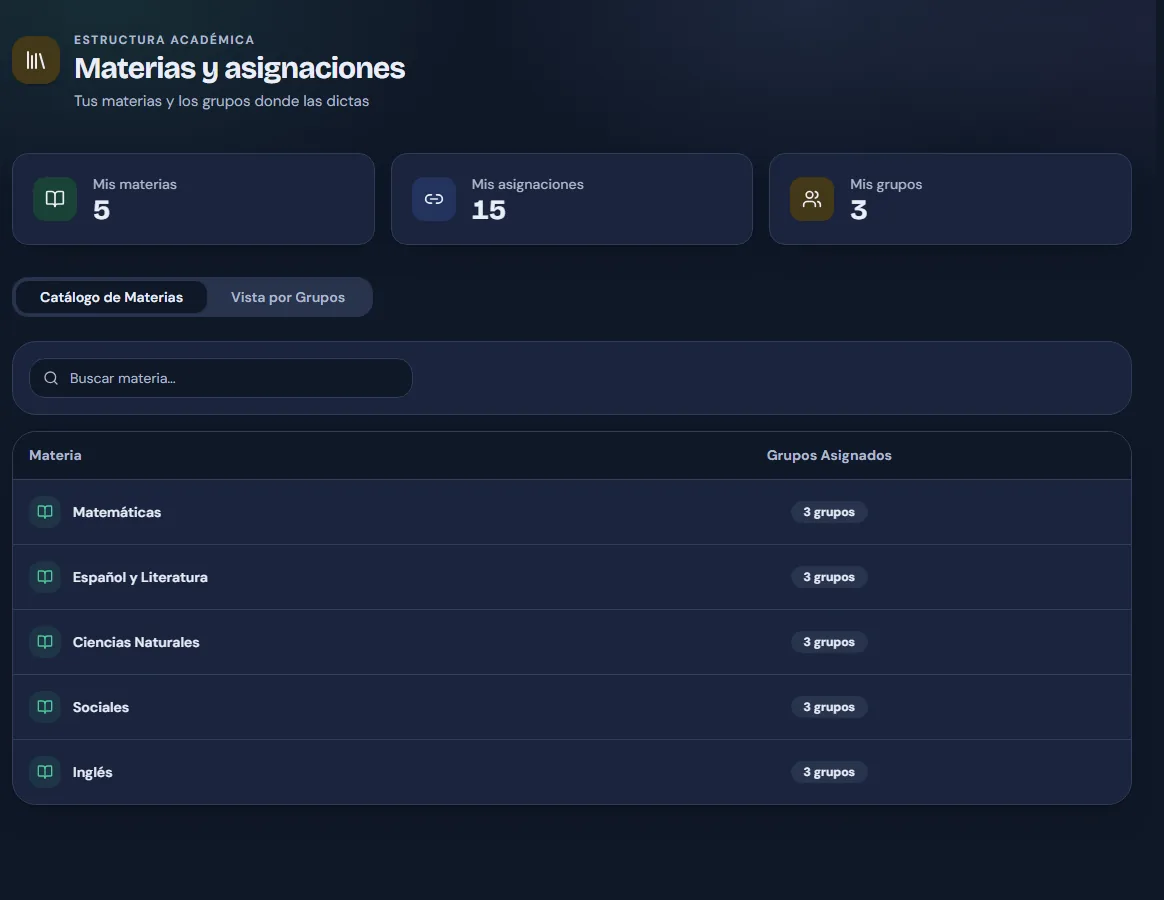 ESTRUCTURA ACADÉMICA
Materias y asignaciones
Tus materias y los grupos donde las dictas
Mis materias
5
Mis asignaciones
15
Mis grupos
3
Catálogo de Materias
Vista por Grupos
Buscar materia...
Materia
Grupos Asignados
Matemáticas
3 grupos
Español y Literatura
3 grupos
Ciencias Naturales
3 grupos
Sociales
3 grupos
Inglés
3 grupos